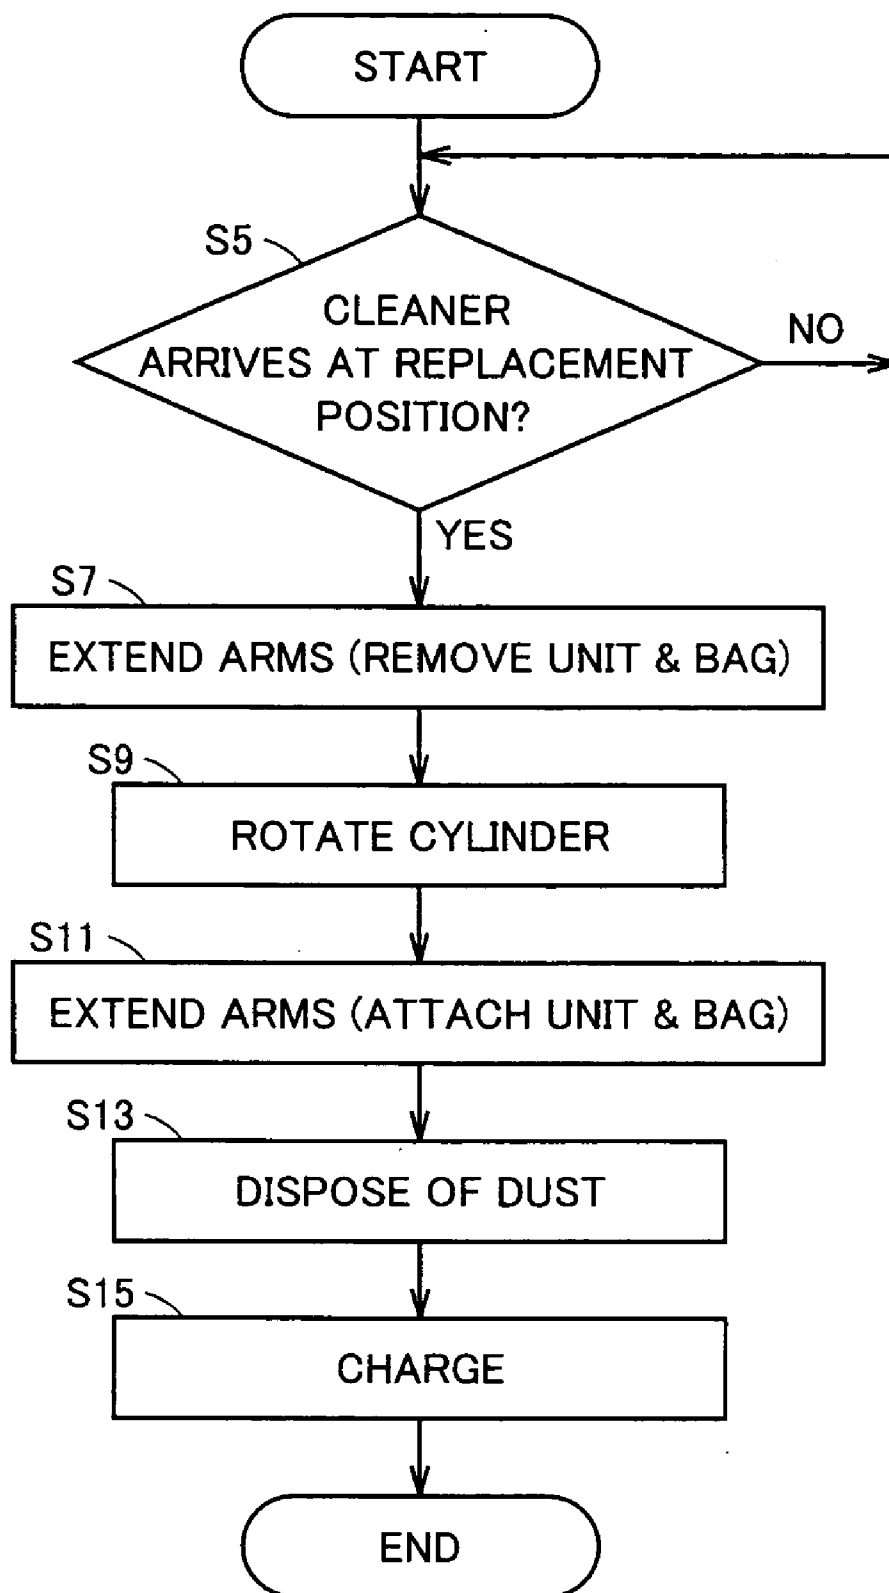 START
S5
CLEANER
ARRIVES AT REPLACEMENT
POSITION?
NO
YES
S7
EXTEND ARMS (REMOVE UNIT & BAG)
S9
ROTATE CYLINDER
S11
EXTEND ARMS (ATTACH UNIT & BAG)
S13
DISPOSE OF DUST
S15
CHARGE
END